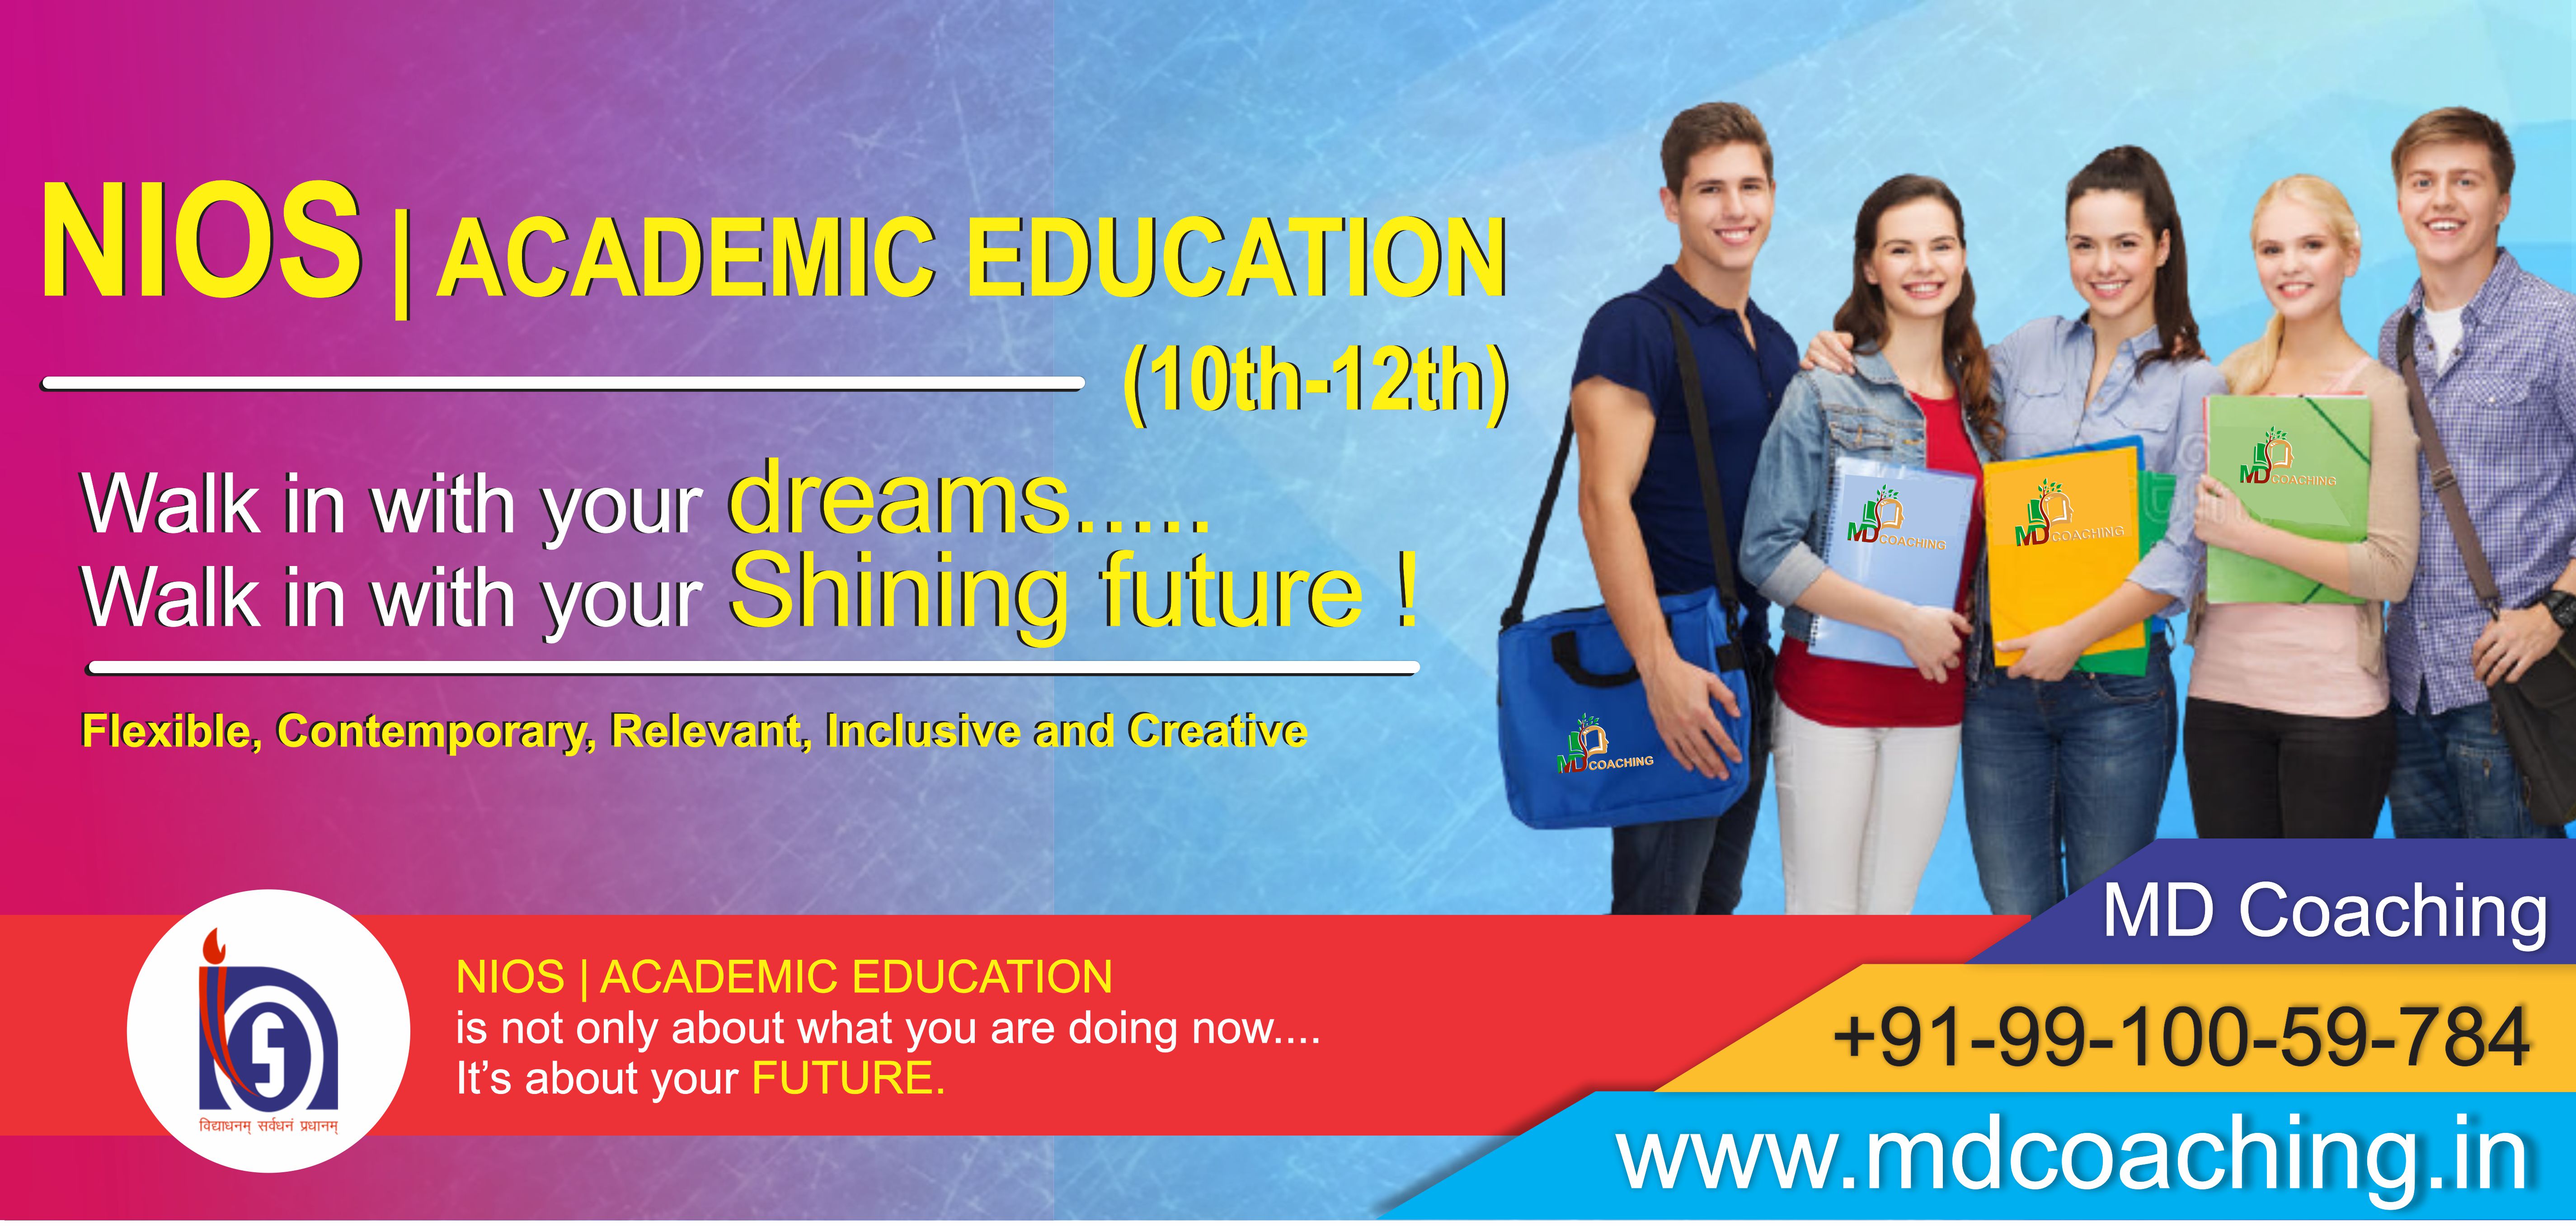 NIOS | ACADEMIC EDUCATION
(10th-12th)
Walk in with your dreams.....
Walk in with your Shining future !
Flexible, Contemporary, Relevant, Inclusive and Creative
MD COACHING
MD COACHING
MD COACHING
MD COACHING
विद्याधनम् सर्वधनं प्रधानम्
NIOS | ACADEMIC EDUCATION
is not only about what you are doing now....
It's about your FUTURE.
MD Coaching
+91-99-100-59-784
www.mdcoaching.in